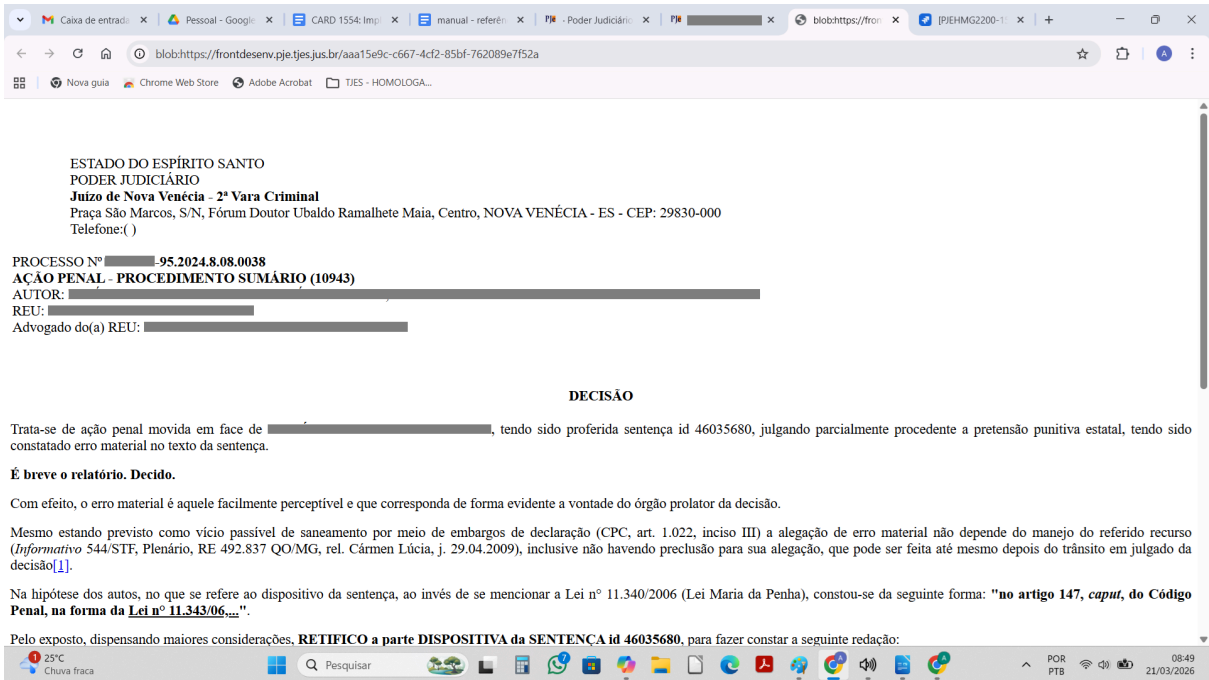 Caixa de entrada
Pessoal - Google
CARD 1554: Imp
manual - referên
PJe - Poder Judiciário
PJe
blob:https://fron
[PJEHMG2200-1
blob:https://frontdesenv.pje.tjes.jus.br/aaa15e9c-c667-4cf2-85bf-762089e7f52a
A
Nova guia
Chrome Web Store
Adobe Acrobat
TJES - HOMOLOGA...
ESTADO DO ESPÍRITO SANTO
PODER JUDICIÁRIO
Juízo de Nova Venécia - 2ª Vara Criminal
Praça São Marcos, S/N, Fórum Doutor Ubaldo Ramalhete Maia, Centro, NOVA VENÉCIA - ES - CEP: 29830-000
Telefone:( )
PROCESSO Nº -95.2024.8.08.0038
AÇÃO PENAL - PROCEDIMENTO SUMÁRIO (10943)
AUTOR:
REU:
Advogado do(a) REU:
DECISÃO
Trata-se de ação penal movida em face de , tendo sido proferida sentença id 46035680, julgando parcialmente procedente a pretensão punitiva estatal, tendo sido
constatado erro material no texto da sentença.
É breve o relatório. Decido.
Com efeito, o erro material é aquele facilmente perceptível e que corresponda de forma evidente a vontade do órgão prolator da decisão.
Mesmo estando previsto como vício passível de saneamento por meio de embargos de declaração (CPC, art. 1.022, inciso III) a alegação de erro material não depende do manejo do referido recurso
(Informativo 544/STF, Plenário, RE 492.837 QO/MG, rel. Cármen Lúcia, j. 29.04.2009), inclusive não havendo preclusão para sua alegação, que pode ser feita até mesmo depois do trânsito em julgado da
decisão[1].
Na hipótese dos autos, no que se refere ao dispositivo da sentença, ao invés de se mencionar a Lei n° 11.340/2006 (Lei Maria da Penha), constou-se da seguinte forma: "no artigo 147, caput, do Código
Penal, na forma da Lei n° 11.343/06,...".
Pelo exposto, dispensando maiores considerações, RETIFICO a parte DISPOSITIVA da SENTENÇA id 46035680, para fazer constar a seguinte redação:
1
25°C
Chuva fraca
Pesquisar
7
POR
PTB
08:49
21/03/2026